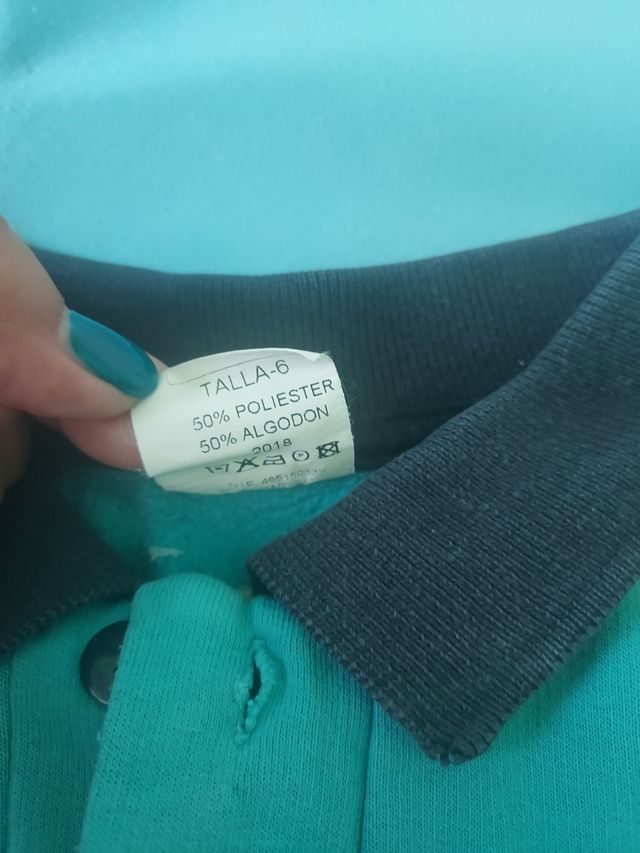 TALLA-6
50% POLIESTER
50% ALGODON
2018